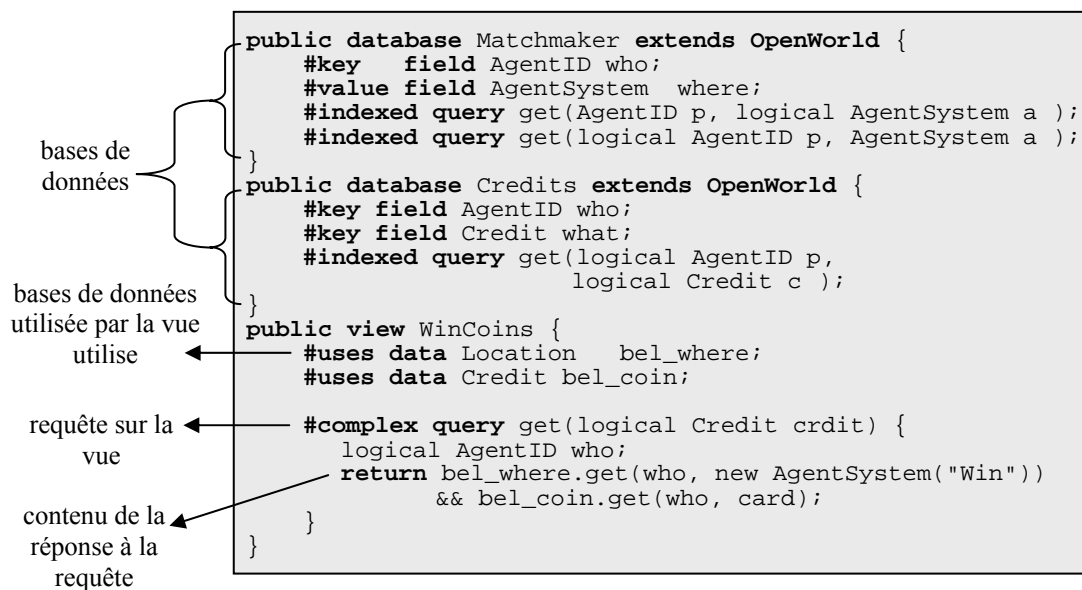 public database Matchmaker extends OpenWorld {
#key field AgentID who;
#value field AgentSystem where;
#indexed query get(AgentID p, logical AgentSystem a );
#indexed query get(logical AgentID p, AgentSystem a );
}
public database Credits extends OpenWorld {
#key field AgentID who;
#key field Credit what;
#indexed query get(logical AgentID p,
logical Credit c );
}
public view WinCoins {
#uses data Location bel_where;
#uses data Credit bel_coin;
#complex query get(logical Credit crdit) {
logical AgentID who;
return bel_where.get(who, new AgentSystem("Win"))
&& bel_coin.get(who, card);
}
}
bases de
données
bases de données
utilisée par la vue
utilise
requête sur la
vue
contenu de la
réponse à la
requête